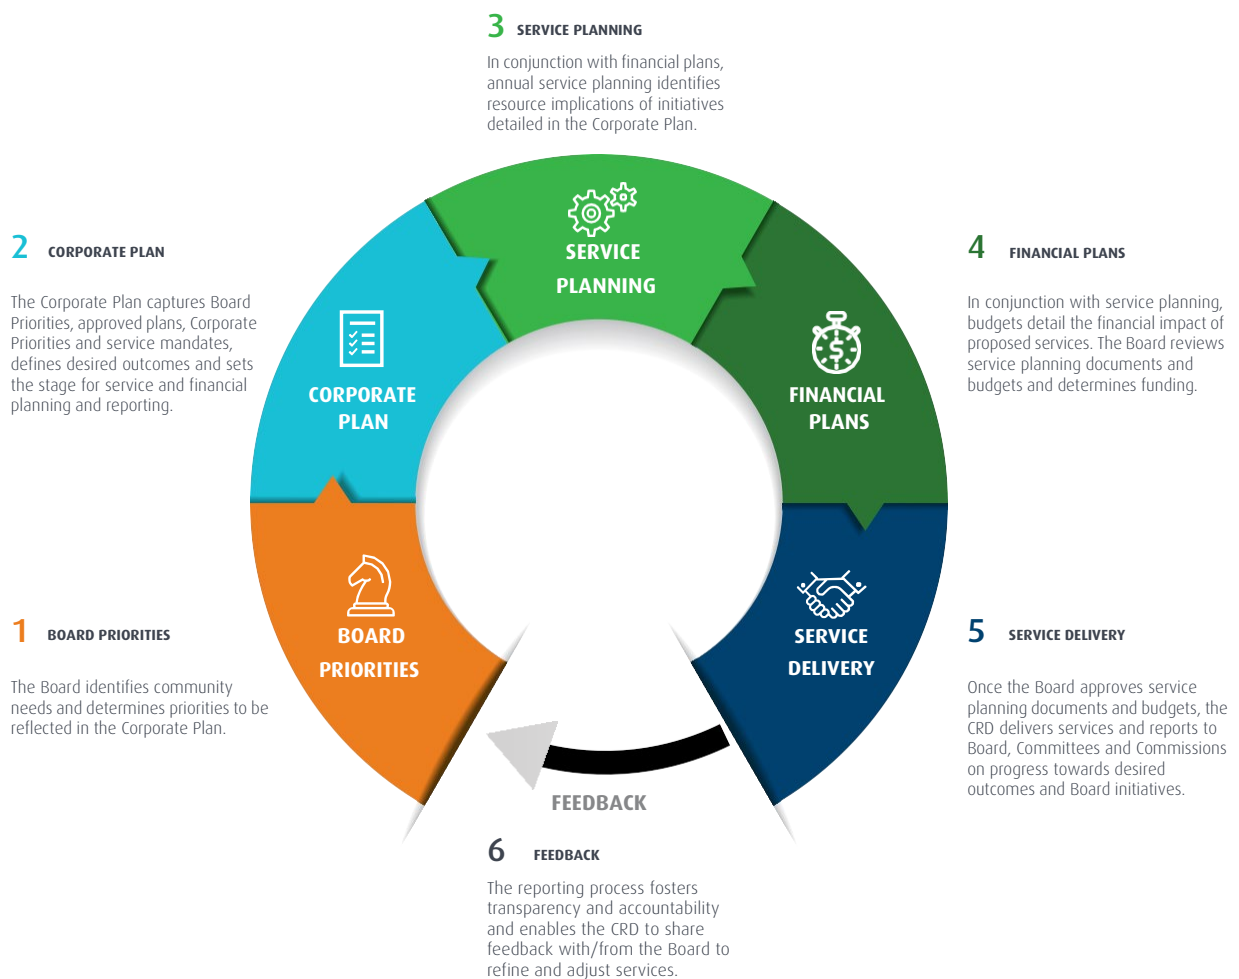 3 SERVICE PLANNING
In conjunction with financial plans,
annual service planning identifies
resource implications of initiatives
detailed in the Corporate Plan.
2 CORPORATE PLAN
The Corporate Plan captures Board
Priorities, approved plans, Corporate
Priorities and service mandates,
defines desired outcomes and sets
the stage for service and financial
planning and reporting.
SERVICE
PLANNING
4 FINANCIAL PLANS
In conjunction with service planning,
budgets detail the financial impact of
proposed services. The Board reviews
service planning documents and
budgets and determines funding.
CORPORATE
PLAN
$
FINANCIAL
PLANS
1 BOARD PRIORITIES
The Board identifies community
needs and determines priorities to be
reflected in the Corporate Plan.
BOARD
PRIORITIES
SERVICE
DELIVERY
5 SERVICE DELIVERY
Once the Board approves service
planning documents and budgets, the
CRD delivers services and reports to
Board, Committees and Commissions
on progress towards desired
outcomes and Board initiatives.
FEEDBACK
6 FEEDBACK
The reporting process fosters
transparency and accountability
and enables the CRD to share
feedback with/from the Board to
refine and adjust services.